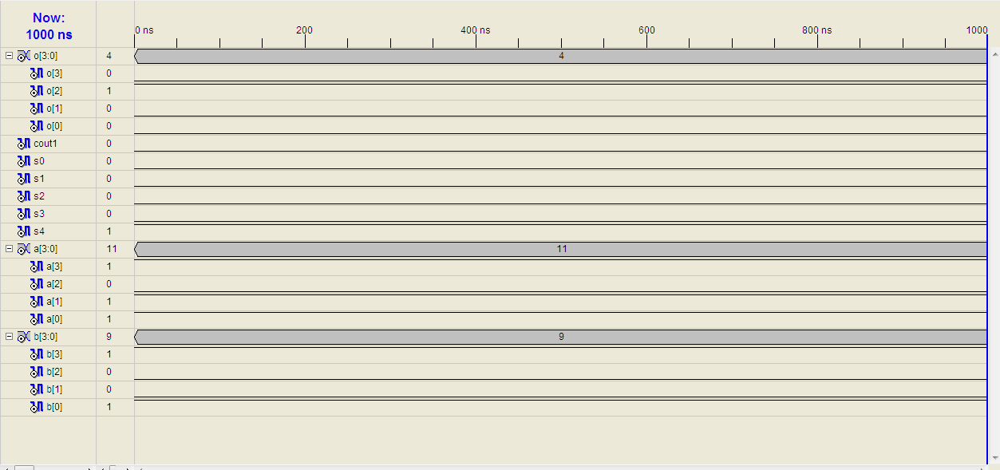 Now:
1000 ns
0 ns 200 400 ns 600 800 ns 1000
o[3:0] 4 4
o[3] 0
o[2] 1
o[1] 0
o[0] 0
cout1 0
s0 0
s1 0
s2 0
s3 0
s4 1
a[3:0] 11 11
a[3] 1
a[2] 0
a[1] 1
a[0] 1
b[3:0] 9 9
b[3] 1
b[2] 0
b[1] 0
b[0] 1